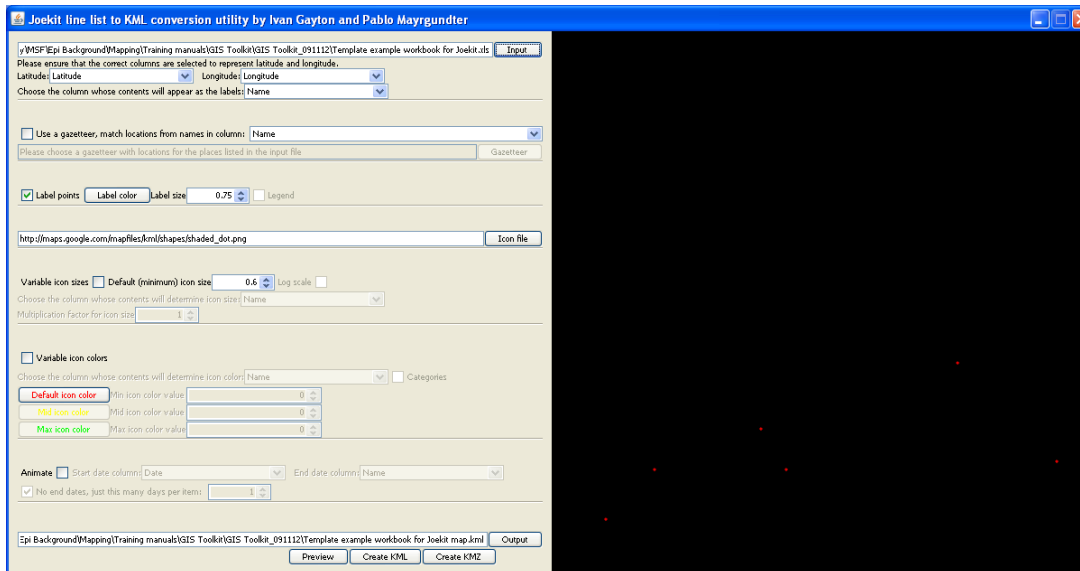 Joekit line list to KML conversion utility by Ivan Gayton and Pablo Mayrgundter
y\MSF\Epi Background\Mapping\Training manuals\GIS Toolkit\GIS Toolkit_091112\Template example workbook for Joekit.xls Input
Please ensure that the correct columns are selected to represent latitude and longitude.
Latitude: Latitude Longitude: Longitude
Choose the column whose contents will appear as the labels: Name
Use a gazetteer, match locations from names in column: Name
Please choose a gazetteer with locations for the places listed in the input file Gazetteer
Label points Label color Label size 0.75 Legend
http://maps.google.com/mapfiles/kml/shapes/shaded_dot.png Icon file
Variable icon sizes Default (minimum) icon size 0.6 Log scale
Choose the column whose contents will determine icon size: Name
Multiplication factor for icon size 1
Variable icon colors
Choose the column whose contents will determine icon color: Name Categories
Default icon color Min icon color value 0
Mid icon color Mid icon color value 0
Max icon color Max icon color value 0
Animate Start date column: Date End date column: Name
No end dates, just this many days per item: 1
Epi Background\Mapping\Training manuals\GIS Toolkit\GIS Toolkit_091112\Template example workbook for Joekit map.kml Output
Preview Create KML Create KMZ